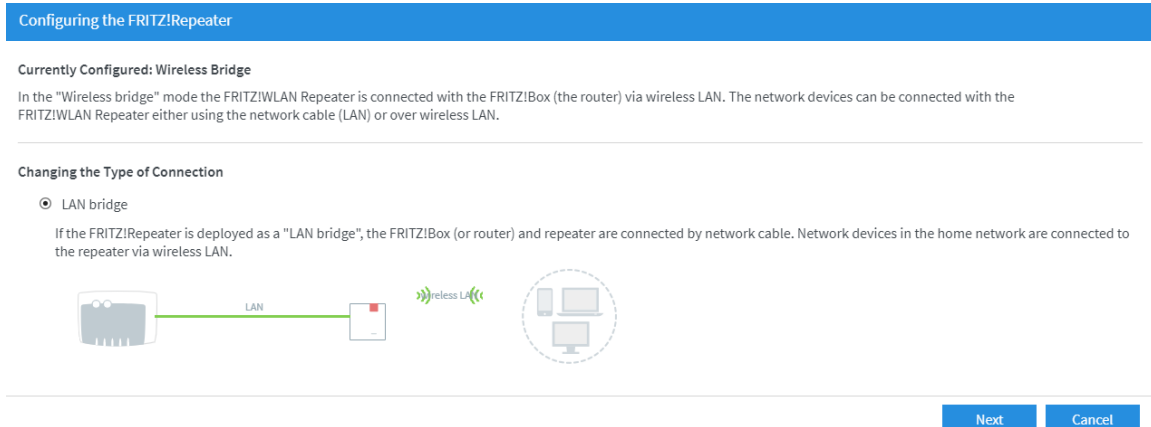 Configuring the FRITZ!Repeater
Currently Configured: Wireless Bridge
In the "Wireless bridge" mode the FRITZ!WLAN Repeater is connected with the FRITZ!Box (the router) via wireless LAN. The network devices can be connected with the
FRITZ!WLAN Repeater either using the network cable (LAN) or over wireless LAN.
Changing the Type of Connection
LAN bridge
If the FRITZ!Repeater is deployed as a "LAN bridge", the FRITZ!Box (or router) and repeater are connected by network cable. Network devices in the home network are connected to
the repeater via wireless LAN.
LAN
wireless LAN
Next
Cancel